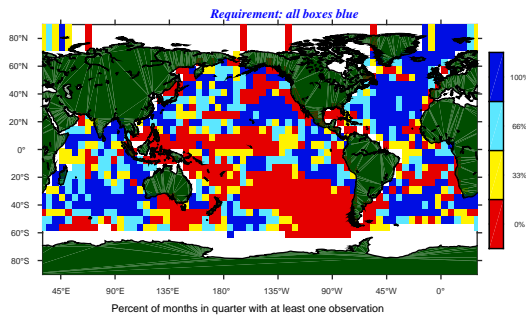 Requirement: all boxes blue
80°N
60°N
40°N
20°N
0°
20°S
40°S
60°S
80°S
100%
66%
33%
0%
45°E 90°E 135°E 180° 135°W 90°W 45°W 0°
Percent of months in quarter with at least one observation